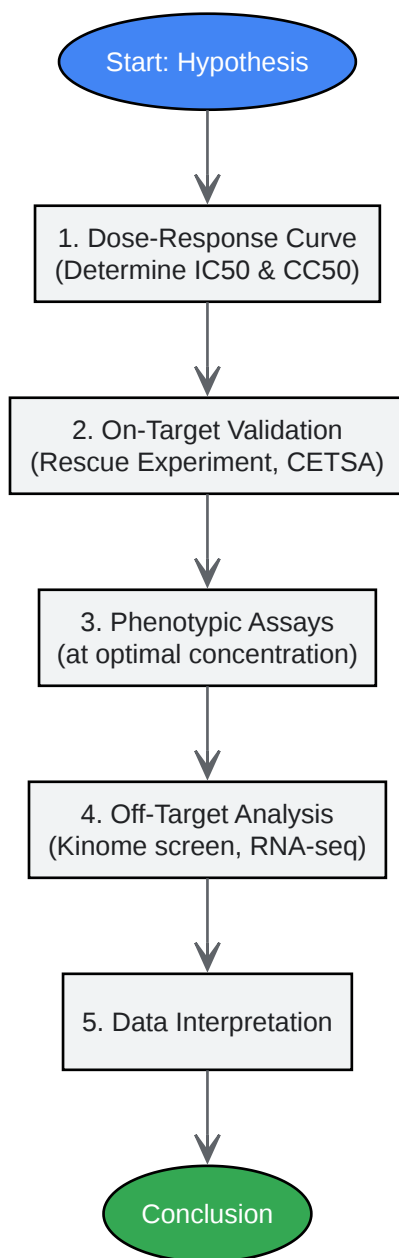 Start: Hypothesis
1. Dose-Response Curve
(Determine IC50 & CC50)
2. On-Target Validation
(Rescue Experiment, CETSA)
3. Phenotypic Assays
(at optimal concentration)
4. Off-Target Analysis
(Kinome screen, RNA-seq)
5. Data Interpretation
Conclusion